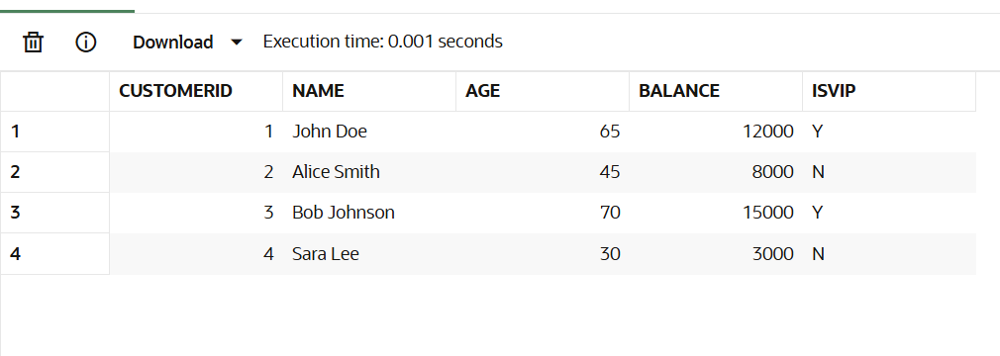 Download Execution time: 0.001 seconds
CUSTOMERID NAME AGE BALANCE ISVIP
1 1 John Doe 65 12000 Y
2 2 Alice Smith 45 8000 N
3 3 Bob Johnson 70 15000 Y
4 4 Sara Lee 30 3000 N